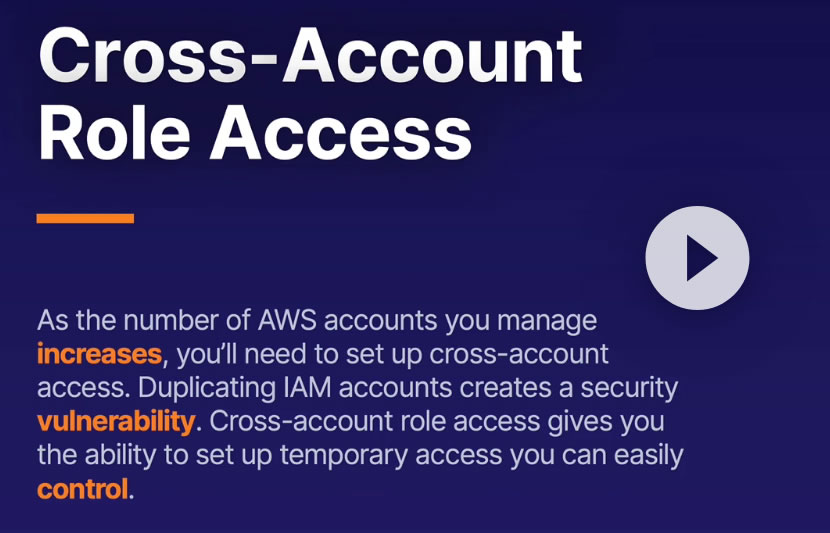 Cross-Account
Role Access
As the number of AWS accounts you manage
increases, you’ll need to set up cross-account
access. Duplicating IAM accounts creates a security
vulnerability. Cross-account role access gives you
the ability to set up temporary access you can easily
control.